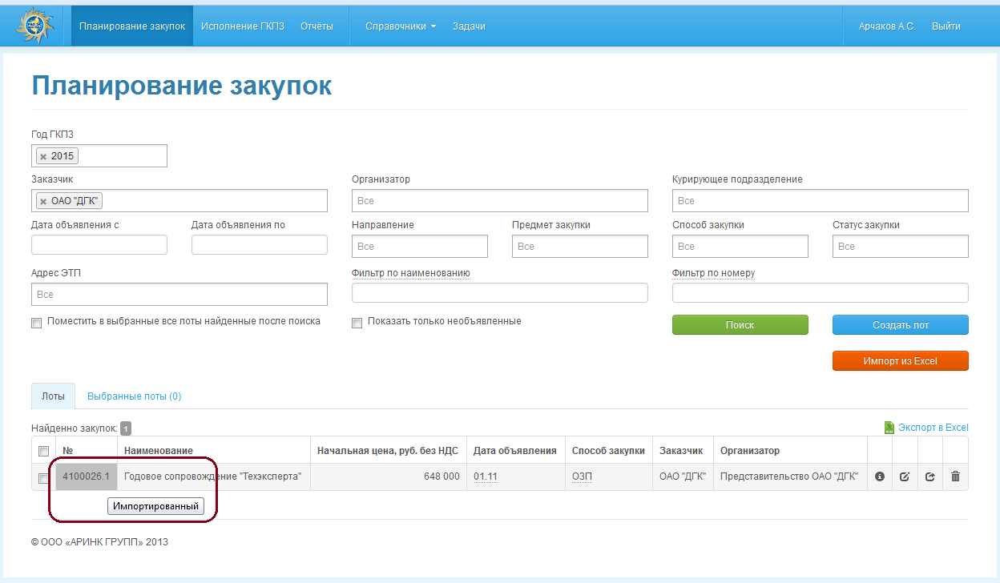 Планирование закупок Исполнение ГКПЗ Отчёты Справочники Задачи Арчаков А.С. Выйти
Планирование закупок
Год ГКПЗ
2015
Заказчик Организатор Курирующее подразделение
ОАО "ДГК" Все Все
Дата объявления с Дата объявления по Направление Предмет закупки Способ закупки Статус закупки
Все Все Все Все
Адрес ЭТП Фильтр по наименованию Фильтр по номеру
Все
Поместить в выбранные все лоты найденные после поиска Показать только необъявленные Поиск Создать лот
Импорт из Excel
Лоты Выбранные лоты (0)
Найденно закупок: 1 Экспорт в Excel
№ Наименование Начальная цена, руб. без НДС Дата объявления Способ закупки Заказчик Организатор
4100026.1 Годовое сопровождение "Техэксперта" 648 000 01.11 ОЗП ОАО "ДГК" Представительство ОАО "ДГК"
Импортированный
© ООО «АРИНК ГРУПП» 2013